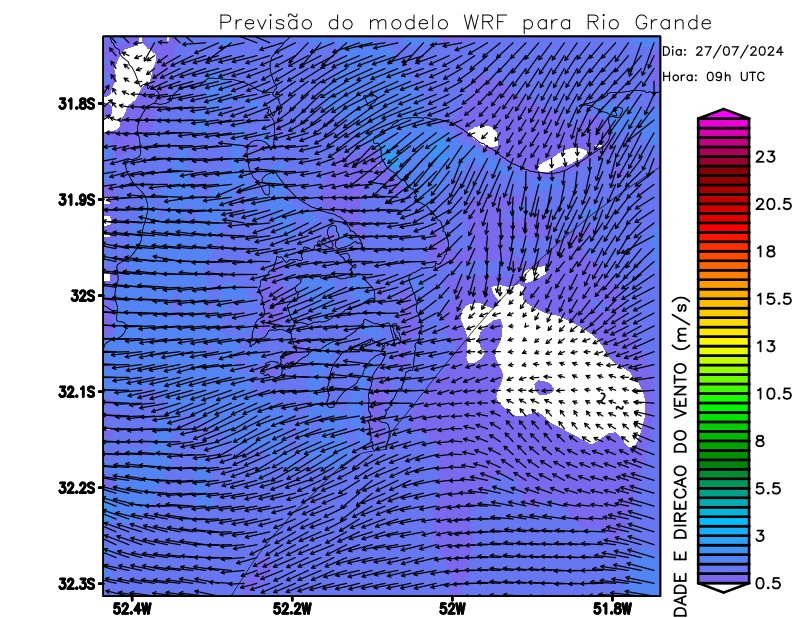 Previsão do modelo WRF para Rio Grande
Dia: 27/07/2024
Hora: 09h UTC
31.8S
31.9S
32S
32.1S
32.2S
32.3S
52.4W
52.2W
52W
51.8W
23
20.5
18
15.5
13
10.5
8
5.5
3
0.5
DADE E DIRECAO DO VENTO (m/s)